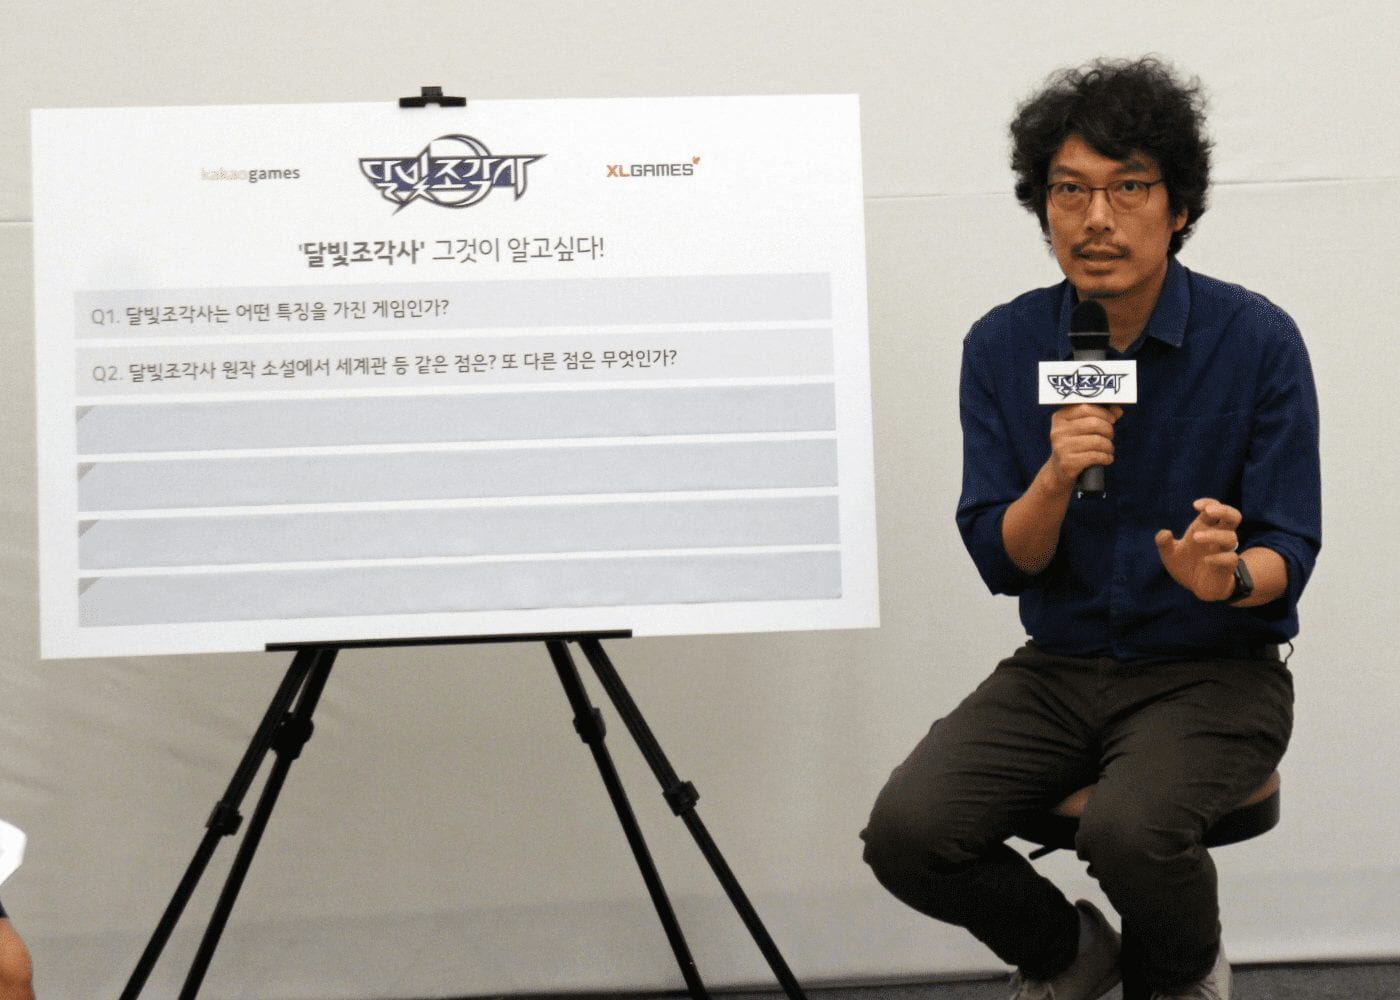 kakaogames
달빛조각사
XLGAMES
'달빛조각사' 그것이 알고싶다!
Q1. 달빛조각사는 어떤 특징을 가진 게임인가?
Q2. 달빛조각사 원작 소설에서 세계관 등 같은 점은? 또 다른 점은 무엇인가?
달빛조각사